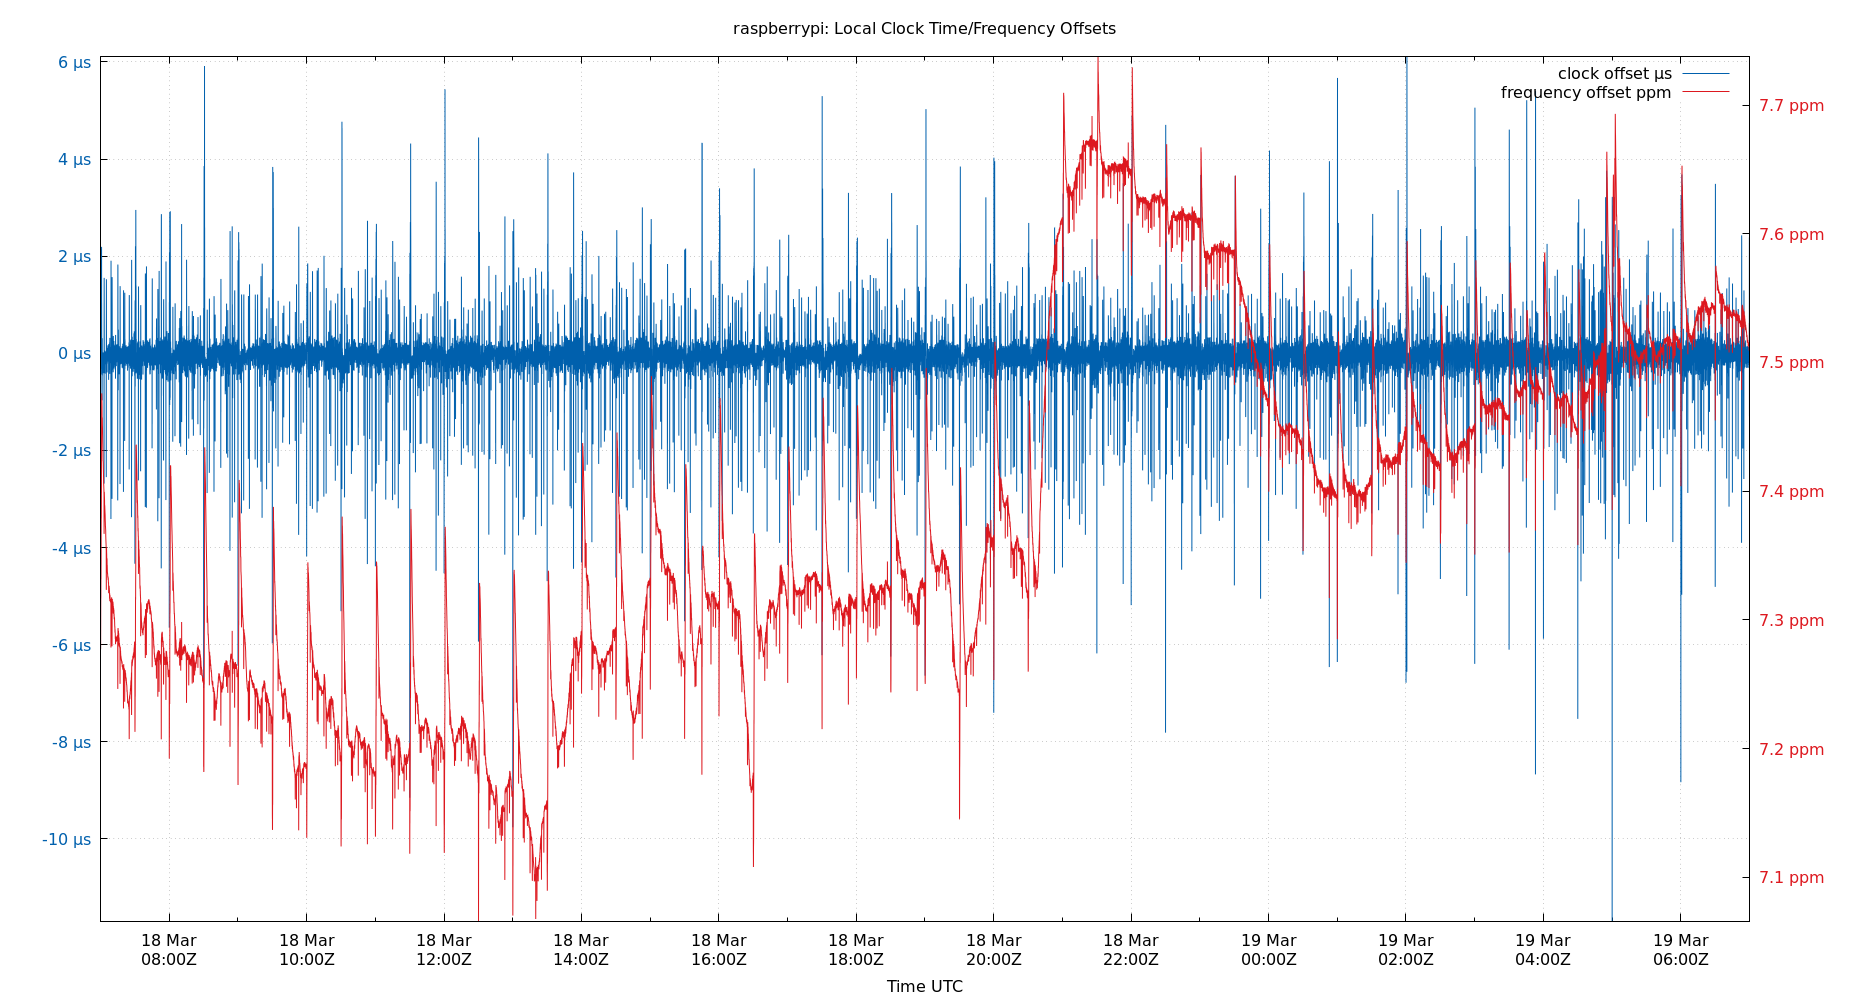 raspberrypi: Local Clock Time/Frequency Offsets
clock offset µs
frequency offset ppm
6 µs
4 µs
2 µs
0 µs
-2 µs
-4 µs
-6 µs
-8 µs
-10 µs
7.7 ppm
7.6 ppm
7.5 ppm
7.4 ppm
7.3 ppm
7.2 ppm
7.1 ppm
18 Mar 18 Mar 18 Mar 18 Mar 18 Mar 18 Mar 18 Mar 18 Mar 19 Mar 19 Mar 19 Mar 19 Mar
08:00Z 10:00Z 12:00Z 14:00Z 16:00Z 18:00Z 20:00Z 22:00Z 00:00Z 02:00Z 04:00Z 06:00Z
Time UTC